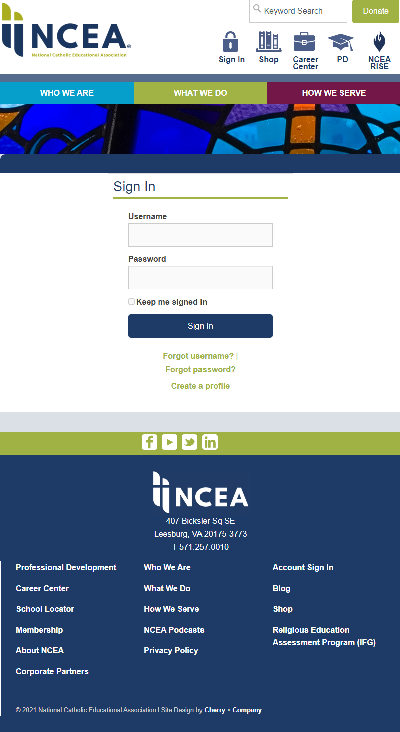 Keyword Search
Donate
NCEA
National Catholic Educational Association
Sign In
Shop
Career Center
PD
NCEA RISE
WHO WE ARE
WHAT WE DO
HOW WE SERVE
Sign In
Username
Password
Keep me signed in
Sign In
Forgot username? |
Forgot password?
Create a profile
NCEA
407 Bicksler Sq SE
Leesburg, VA 20175-3773
T 571.257.0010
Professional Development
Who We Are
Account Sign In
Career Center
What We Do
Blog
School Locator
How We Serve
Shop
Membership
NCEA Podcasts
Religious Education
Assessment Program (IFG)
About NCEA
Privacy Policy
Corporate Partners
© 2021 National Catholic Educational Association | Site Design by Cherry + Company